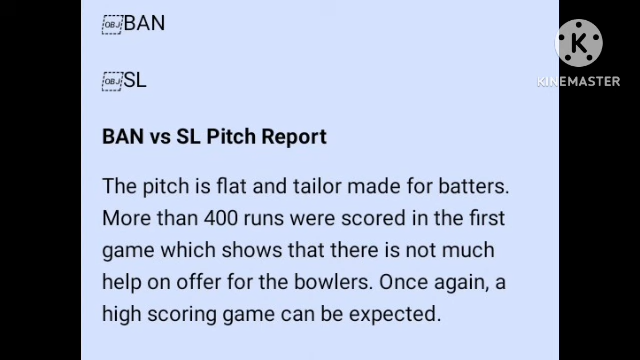 BAN
SL
BAN vs SL Pitch Report
The pitch is flat and tailor made for batters.
More than 400 runs were scored in the first
game which shows that there is not much
help on offer for the bowlers. Once again, a
high scoring game can be expected.
K
KINEMASTER